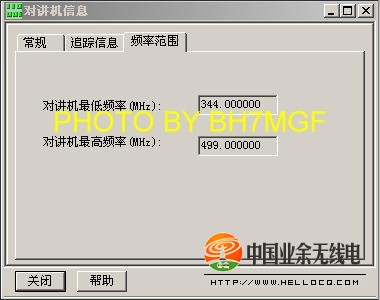 对讲机信息
常规 追踪信息 频率范围
对讲机最低频率(MHz): 344.000000
PHOTO BY BH7MGF
对讲机最高频率(MHz): 499.000000
中国业余无线电
关闭 帮助 HTTP://WWW.HELLOCQ.NET